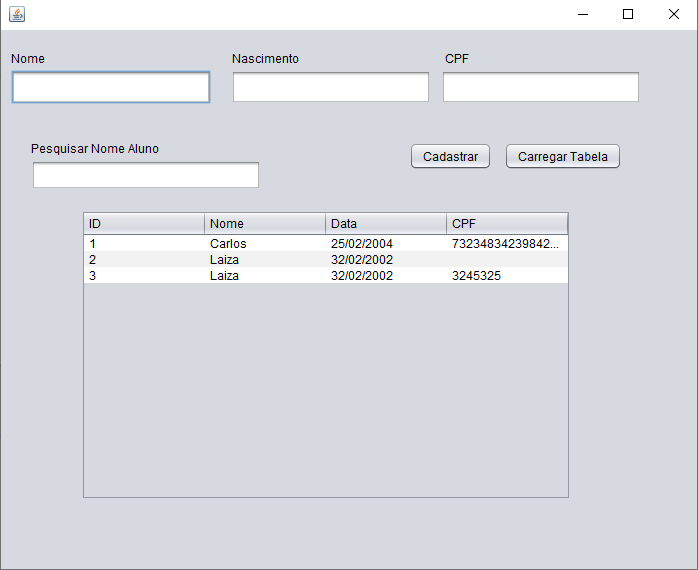 Nome Nascimento CPF
Pesquisar Nome Aluno
Cadastrar Carregar Tabela
ID Nome Data CPF
1 Carlos 25/02/2004 73234834239842...
2 Laiza 32/02/2002
3 Laiza 32/02/2002 3245325